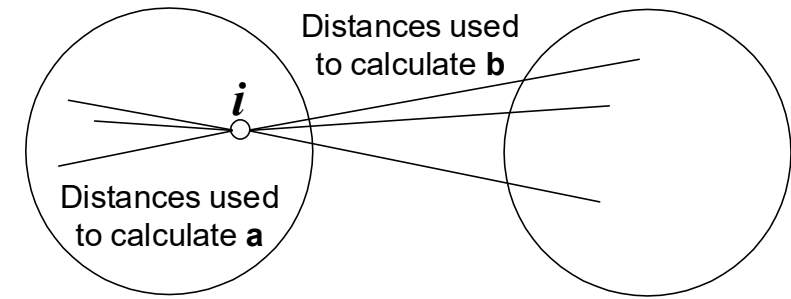 Distances used
to calculate b
i
Distances used
to calculate a